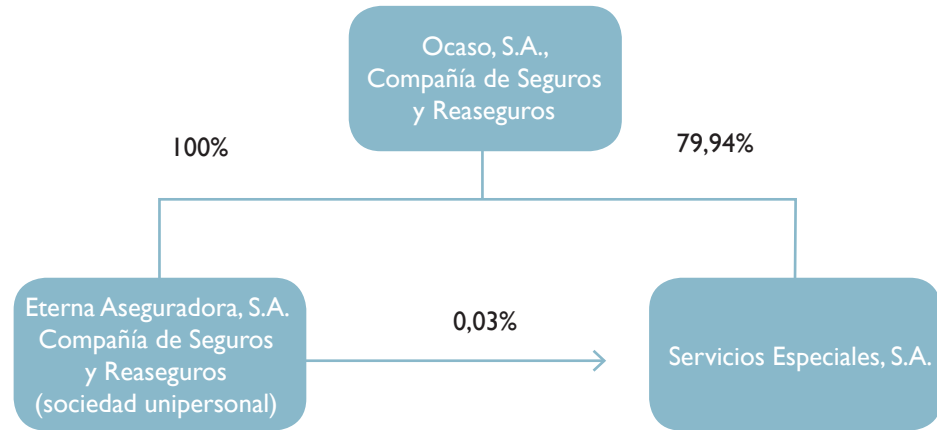 Ocaso, S.A.,
Compañía de Seguros
y Reaseguros
100%
79,94%
Eterna Aseguradora, S.A.
Compañía de Seguros
y Reaseguros
(sociedad unipersonal)
0,03%
Servicios Especiales, S.A.